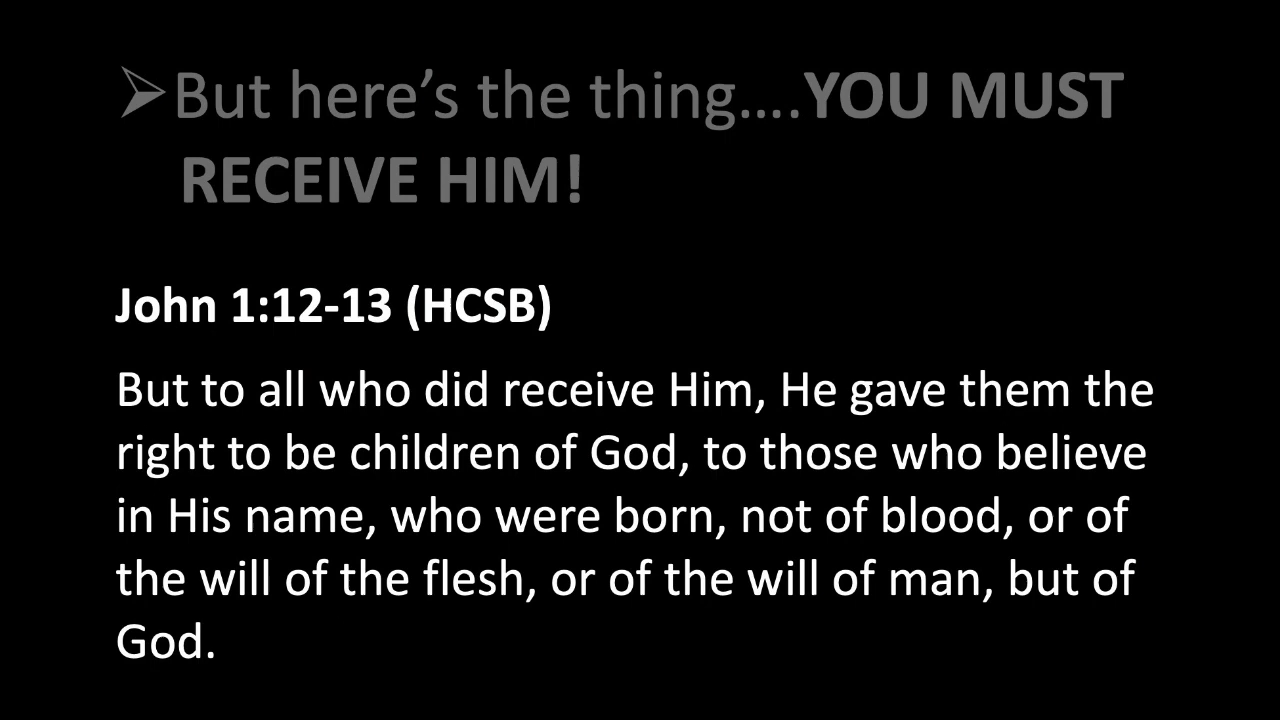 ➢But here’s the thing….YOU MUST
RECEIVE HIM!
John 1:12-13 (HCSB)
But to all who did receive Him, He gave them the
right to be children of God, to those who believe
in His name, who were born, not of blood, or of
the will of the flesh, or of the will of man, but of
God.